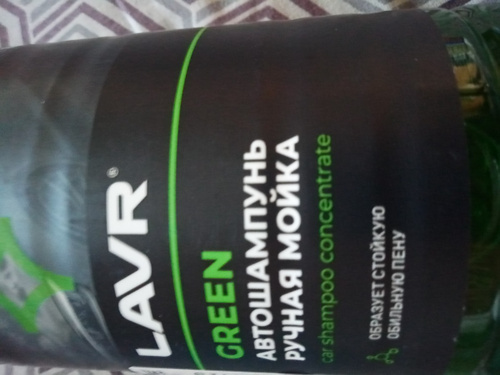 LAVR®
GREEN
АВТОШАМПУНЬ
РУЧНАЯ МОЙКА
car shampoo concentrate
ОБРАЗУЕТ СТОЙКУЮ
ОБИЛЬНУЮ ПЕНУ